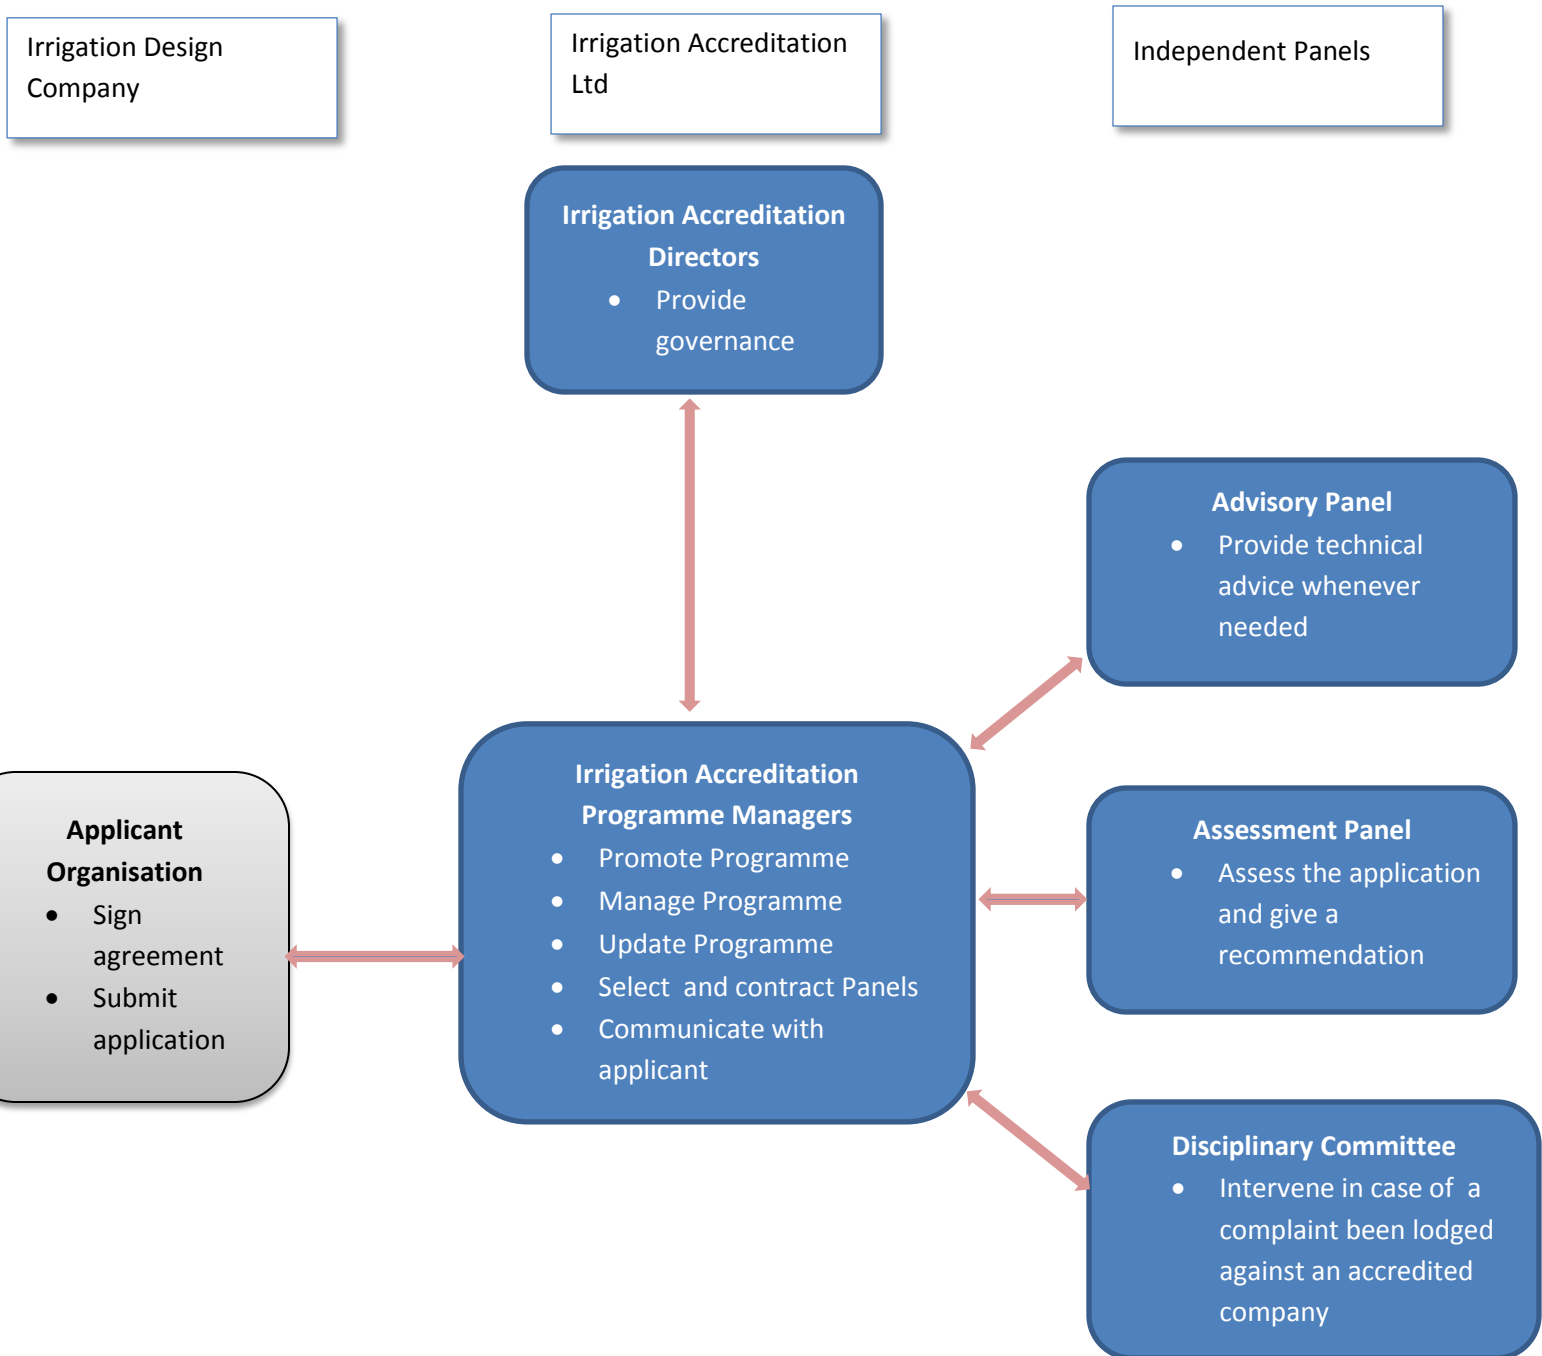 Irrigation Design
Company
Irrigation Accreditation
Ltd
Independent Panels
Irrigation Accreditation
Directors
• Provide
governance
Advisory Panel
• Provide technical
advice whenever
needed
Applicant
Organisation
• Sign
agreement
• Submit
application
Irrigation Accreditation
Programme Managers
• Promote Programme
• Manage Programme
• Update Programme
• Select  and contract Panels
• Communicate with
applicant
Assessment Panel
• Assess the application
and give a
recommendation
Disciplinary Committee
• Intervene in case of  a
complaint been lodged
against an accredited
company